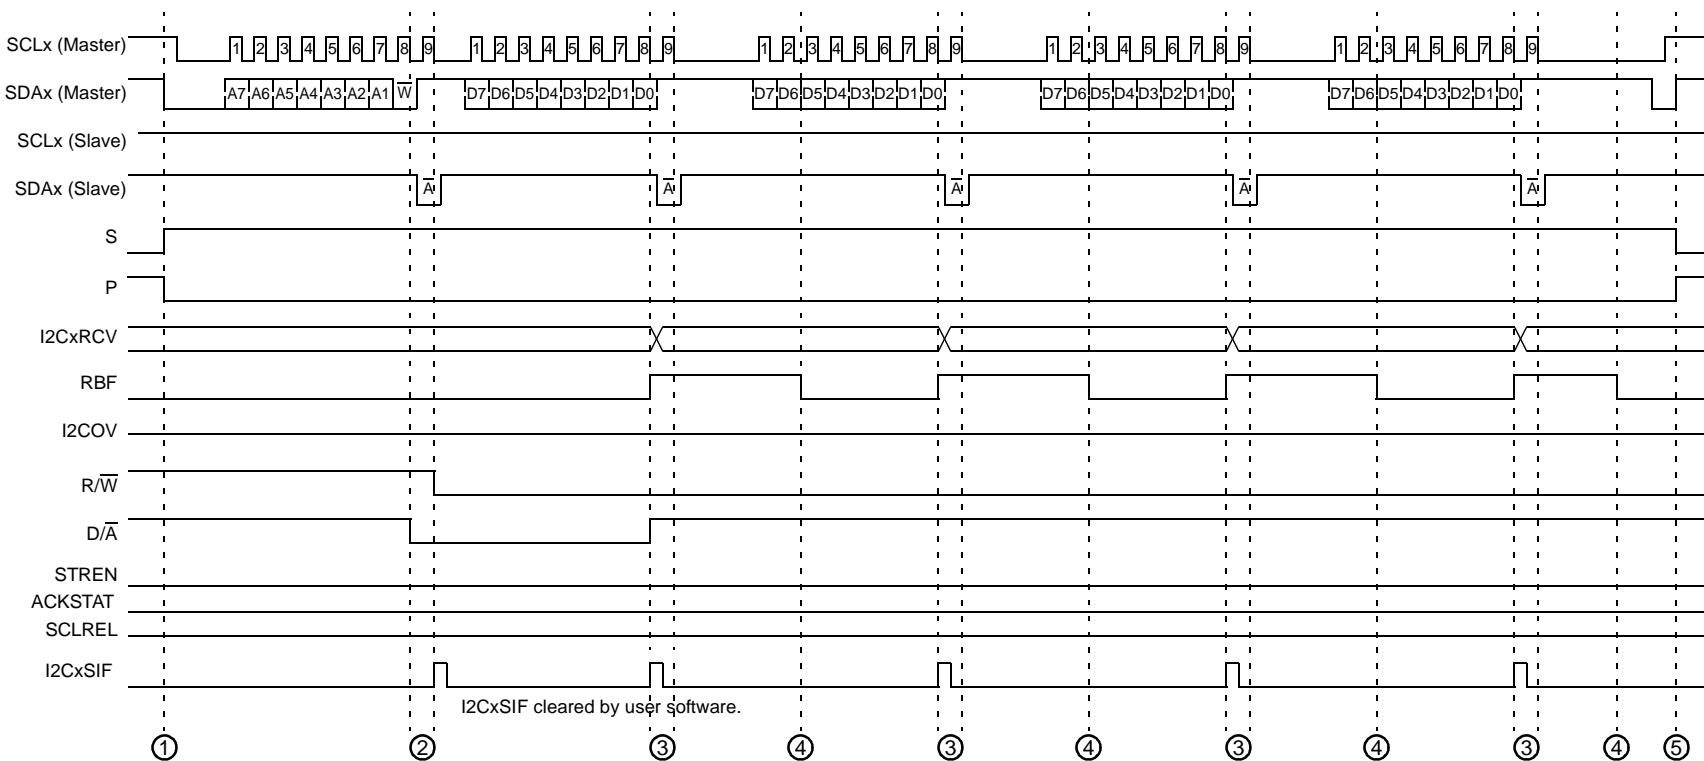 SCLx (Master)
1 2 3 4 5 6 7 8 9 1 2 3 4 5 6 7 8 9 1 2 3 4 5 6 7 8 9 1 2 3 4 5 6 7 8 9 1 2 3 4 5 6 7 8 9
SDAx (Master)
A7 A6 A5 A4 A3 A2 A1 W̅ D7 D6 D5 D4 D3 D2 D1 D0 D7 D6 D5 D4 D3 D2 D1 D0 D7 D6 D5 D4 D3 D2 D1 D0 D7 D6 D5 D4 D3 D2 D1 D0
SCLx (Slave)
SDAx (Slave)
A̅ A̅ A̅ A̅ A̅
S
P
I2CxRCV
RBF
I2COV
R/W̅
D/A̅
STREN
ACKSTAT
SCLREL
I2CxSIF
I2CxSIF cleared by user software.
1 2 3 4 3 4 3 4 3 4 5